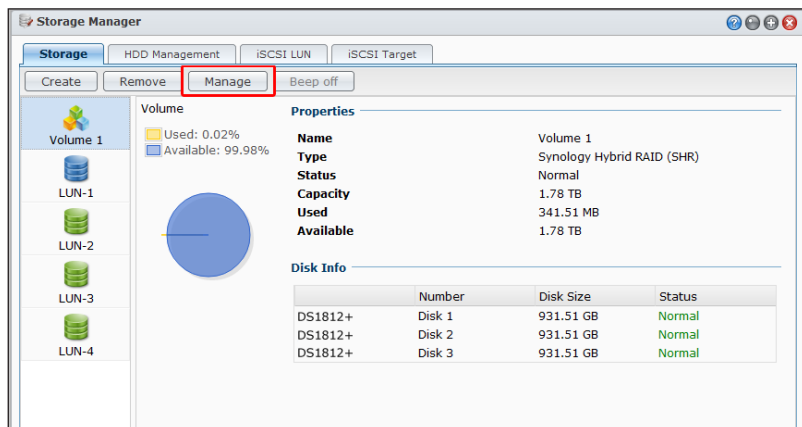 Storage Manager
Storage HDD Management iSCSI LUN iSCSI Target
Create Remove Manage Beep off
Volume 1
LUN-1
LUN-2
LUN-3
LUN-4
Volume
Used: 0.02%
Available: 99.98%
Properties
Name Volume 1
Type Synology Hybrid RAID (SHR)
Status Normal
Capacity 1.78 TB
Used 341.51 MB
Available 1.78 TB
Disk Info
Number Disk Size Status
DS1812+ Disk 1 931.51 GB Normal
DS1812+ Disk 2 931.51 GB Normal
DS1812+ Disk 3 931.51 GB Normal